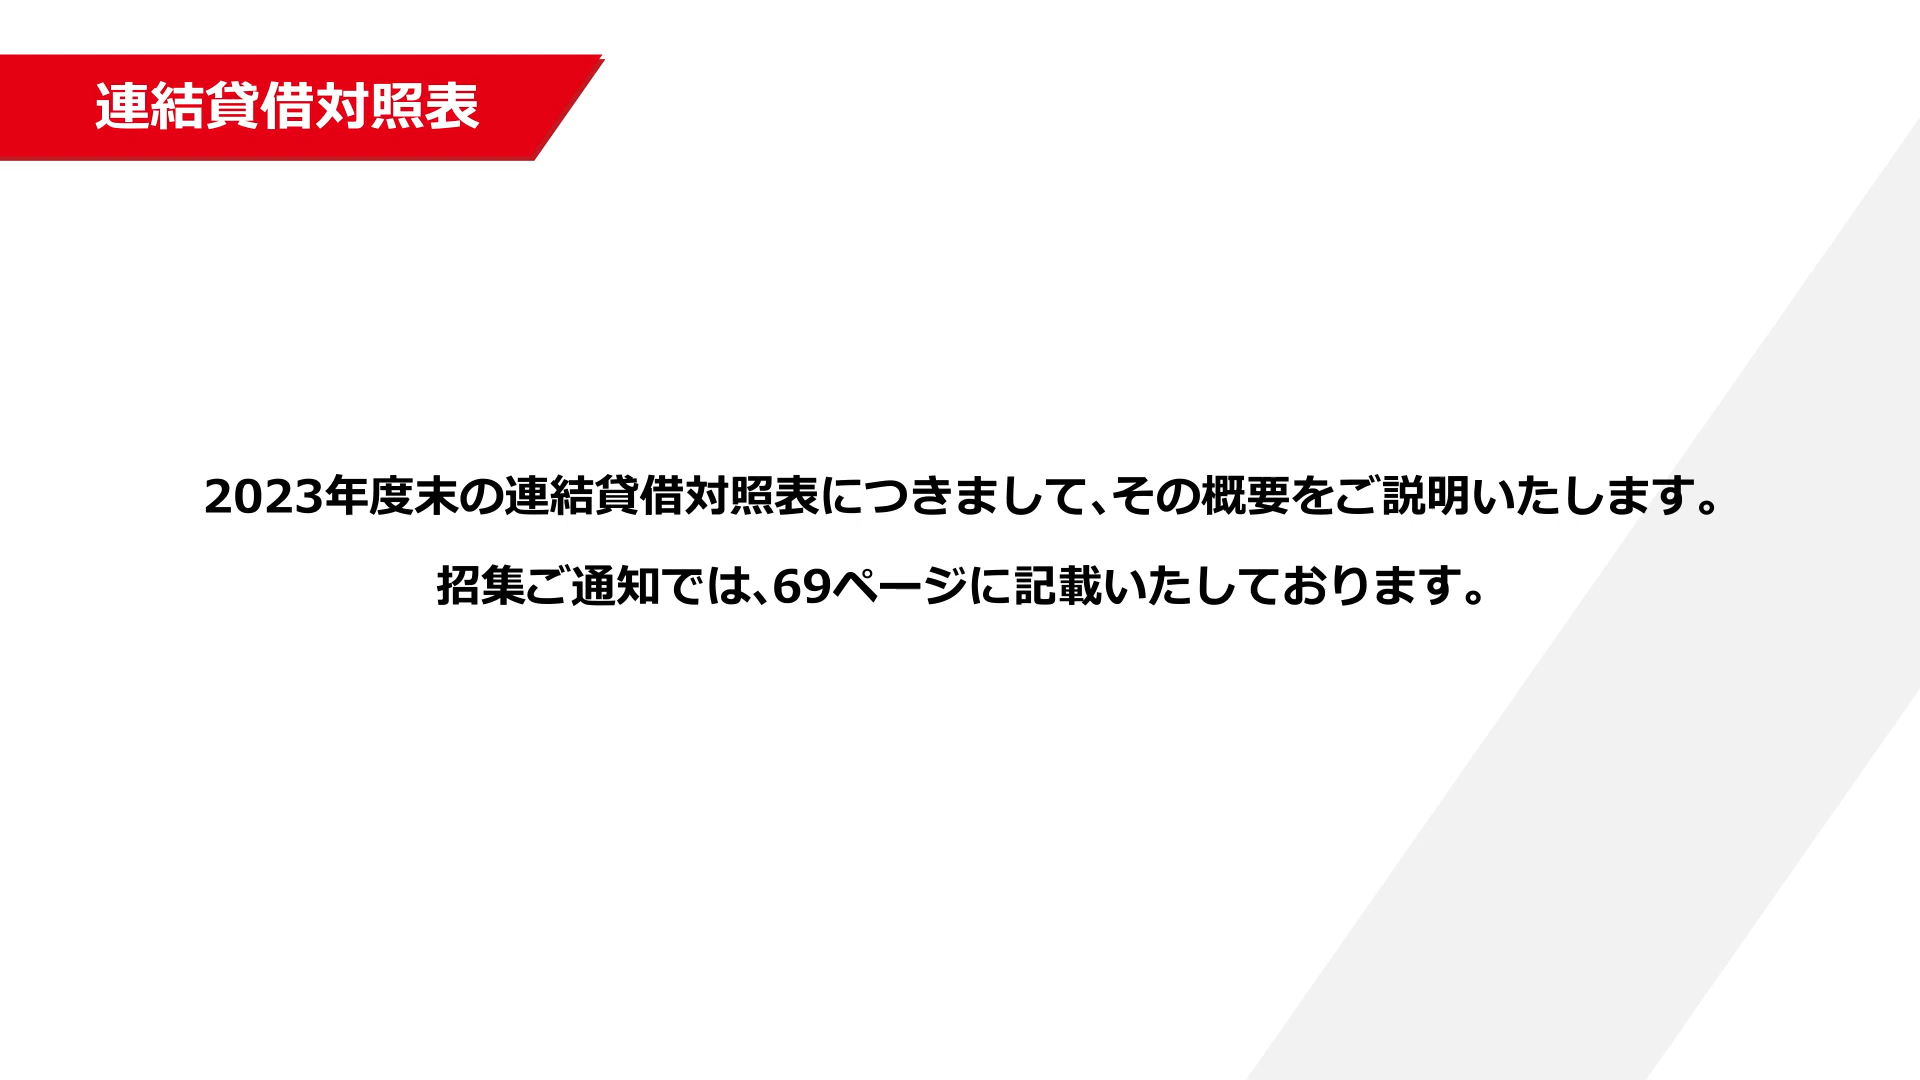 連結貸借対照表
2023年度末の連結貸借対照表につきまして、その概要をご説明いたします。
招集ご通知では、69ページに記載いたしております。